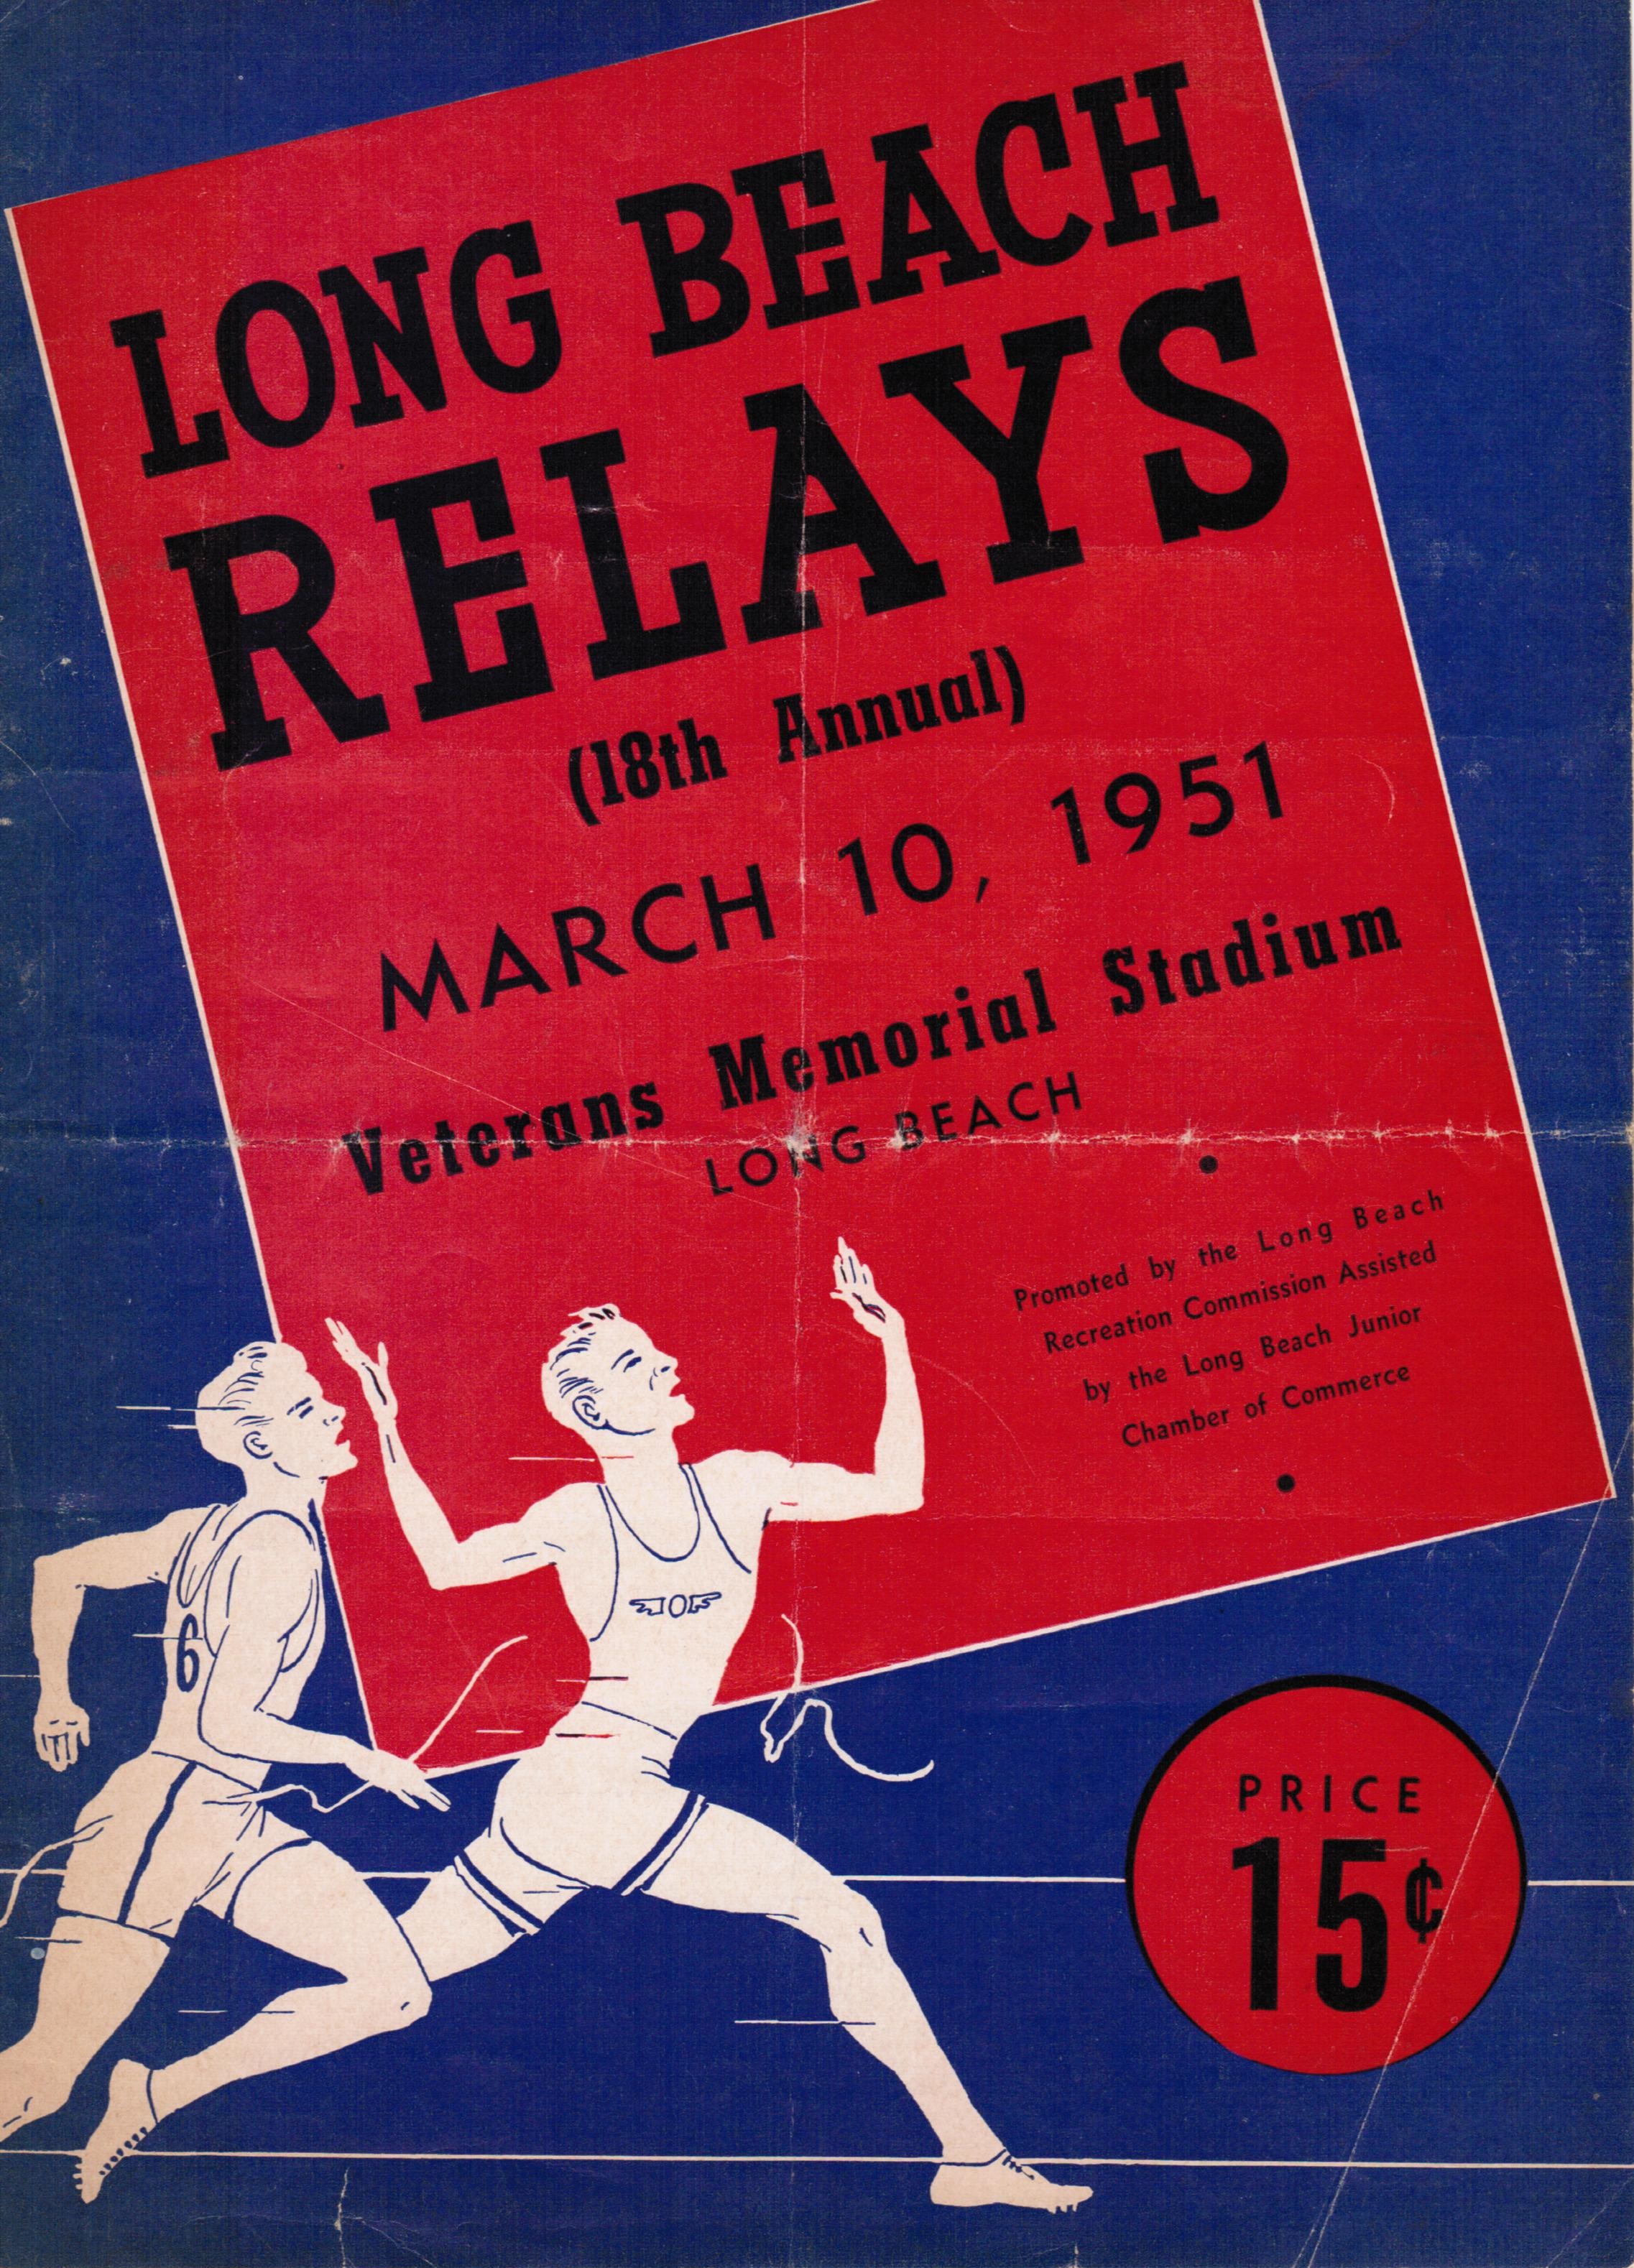 LONG BEACH
RELAYS
(18th Annual)
MARCH 10, 1951
Veterans Memorial Stadium
LONG BEACH
Promoted by the Long Beach
Recreation Commission Assisted
by the Long Beach Junior
Chamber of Commerce
6
O
PRICE
15¢